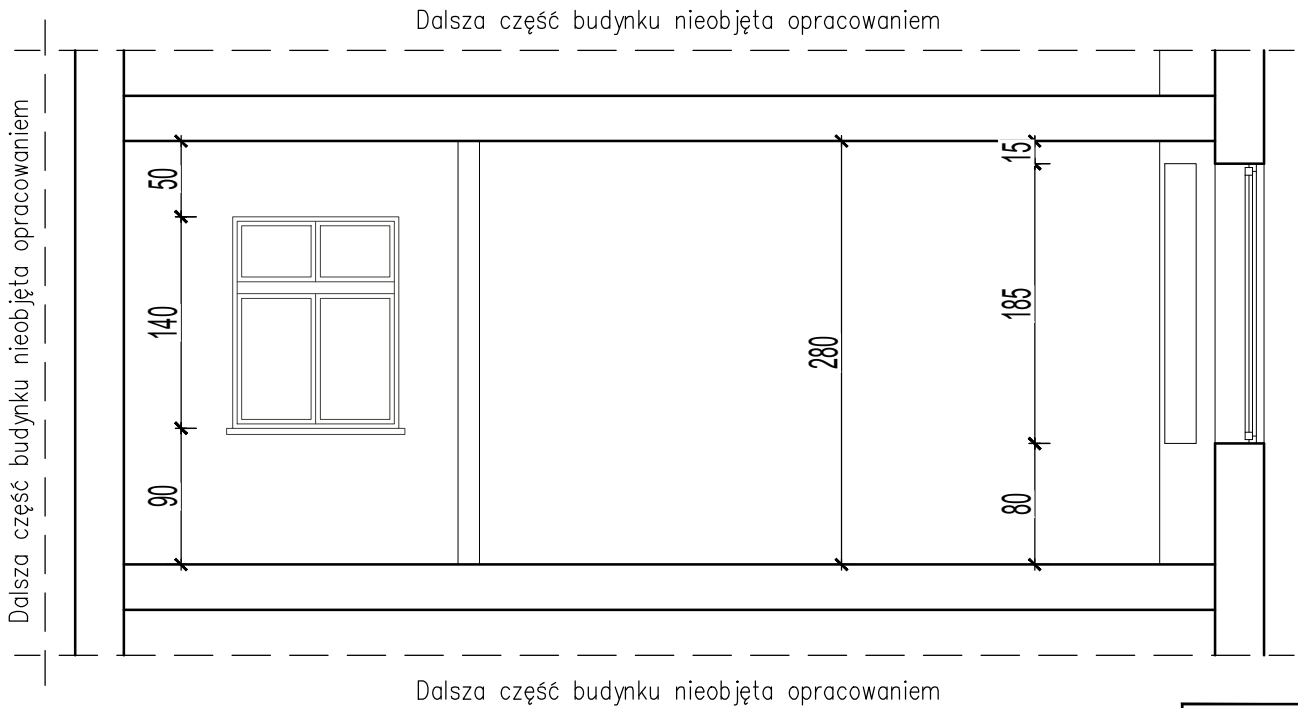 Dalsza część budynku nieobjęta opracowaniem
Dalsza część budynku nieobjęta opracowaniem
50
140
90
280
15
185
80
Dalsza część budynku nieobjęta opracowaniem